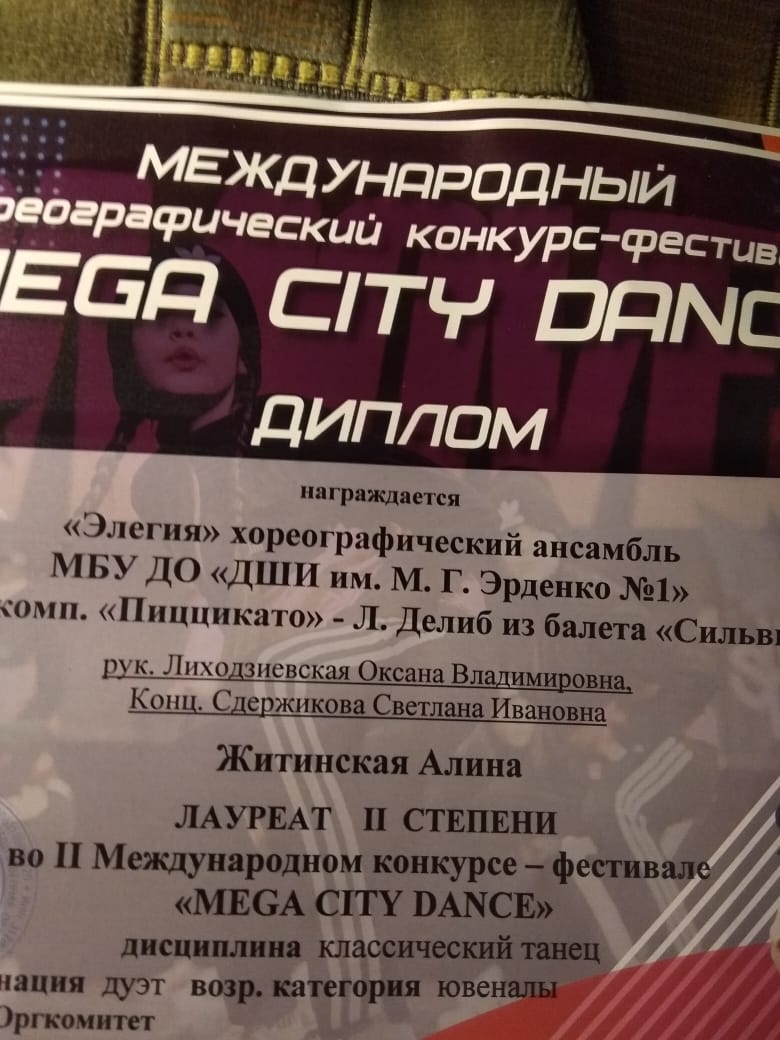 МЕЖДУНАРОДНЫЙ
реографический конкурс-фестив
MEGA CITY DANC
ДИПЛОМ
награждается
«Элегия» хореографический ансамбль
МБУ ДО «ДШИ им. М. Г. Эрденко №1»
комп. «Пиццикато» - Л. Делиб из балета «Сильви
рук. Лиходзиевская Оксана Владимировна,
Конц. Сдержикова Светлана Ивановна
Житинская Алина
ЛАУРЕАТ II СТЕПЕНИ
во II Международном конкурсе – фестивале
«MEGA CITY DANCE»
дисциплина классический танец
нация дуэт возр. категория ювеналы
Оргкомитет